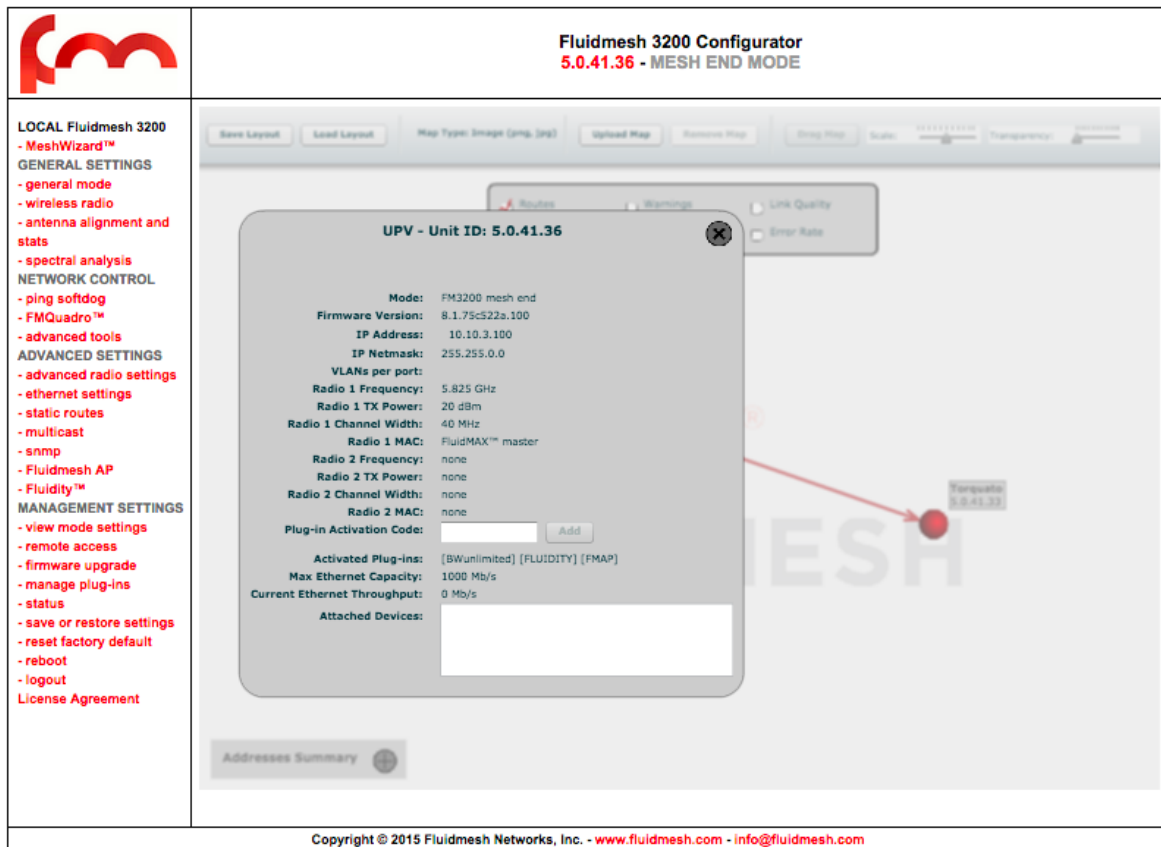 fm
Fluidmesh 3200 Configurator
5.0.41.36 - MESH END MODE
LOCAL Fluidmesh 3200
- MeshWizard™
GENERAL SETTINGS
- general mode
- wireless radio
- antenna alignment and
stats
- spectral analysis
NETWORK CONTROL
- ping softdog
- FMQuadro™
- advanced tools
ADVANCED SETTINGS
- advanced radio settings
- ethernet settings
- static routes
- multicast
- snmp
- Fluidmesh AP
- Fluidity™
MANAGEMENT SETTINGS
- view mode settings
- remote access
- firmware upgrade
- manage plug-ins
- status
- save or restore settings
- reset factory default
- reboot
- logout
License Agreement
Save Layout Load Layout Map Type: Image (png, jpg) Upload Map Remove Map Drag Map Scale: Transparency:
Routes Warnings Link Quality
Error Rate
UPV - Unit ID: 5.0.41.36
Mode: FM3200 mesh end
Firmware Version: 8.1.75c522a.100
IP Address: 10.10.3.100
IP Netmask: 255.255.0.0
VLANs per port:
Radio 1 Frequency: 5.825 GHz
Radio 1 TX Power: 20 dBm
Radio 1 Channel Width: 40 MHz
Radio 1 MAC: FluidMAX™ master
Radio 2 Frequency: none
Radio 2 TX Power: none
Radio 2 Channel Width: none
Radio 2 MAC: none
Plug-in Activation Code: Add
Activated Plug-ins: [BWunlimited] [FLUIDITY] [FMAP]
Max Ethernet Capacity: 1000 Mb/s
Current Ethernet Throughput: 0 Mb/s
Attached Devices:
®
Torquato
5.0.41.33
MESH
Addresses Summary
Copyright © 2015 Fluidmesh Networks, Inc. - www.fluidmesh.com - info@fluidmesh.com